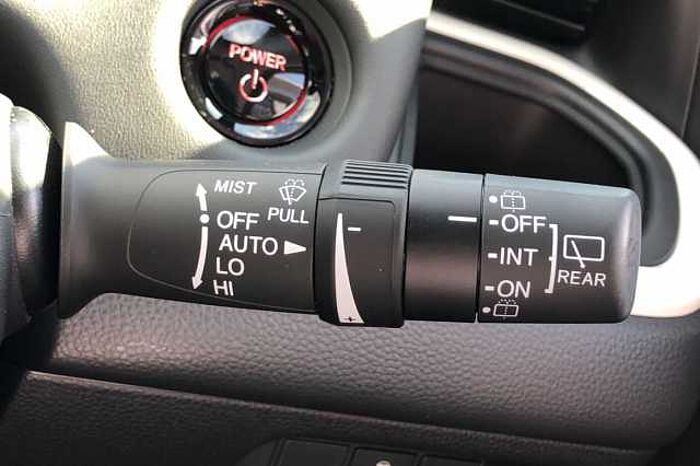 POWER
MIST
OFF PULL
AUTO
LO
HI
-
+
OFF
INT REAR
ON